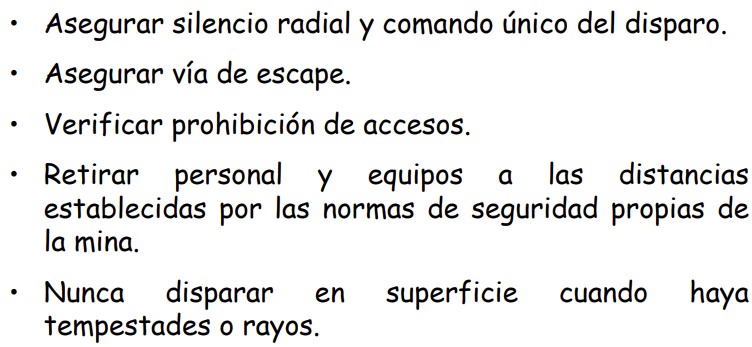 • Asegurar silencio radial y comando único del disparo.
• Asegurar vía de escape.
• Verificar prohibición de accesos.
• Retirar personal y equipos a las distancias
establecidas por las normas de seguridad propias de
la mina.
• Nunca disparar en superficie cuando haya
tempestades o rayos.